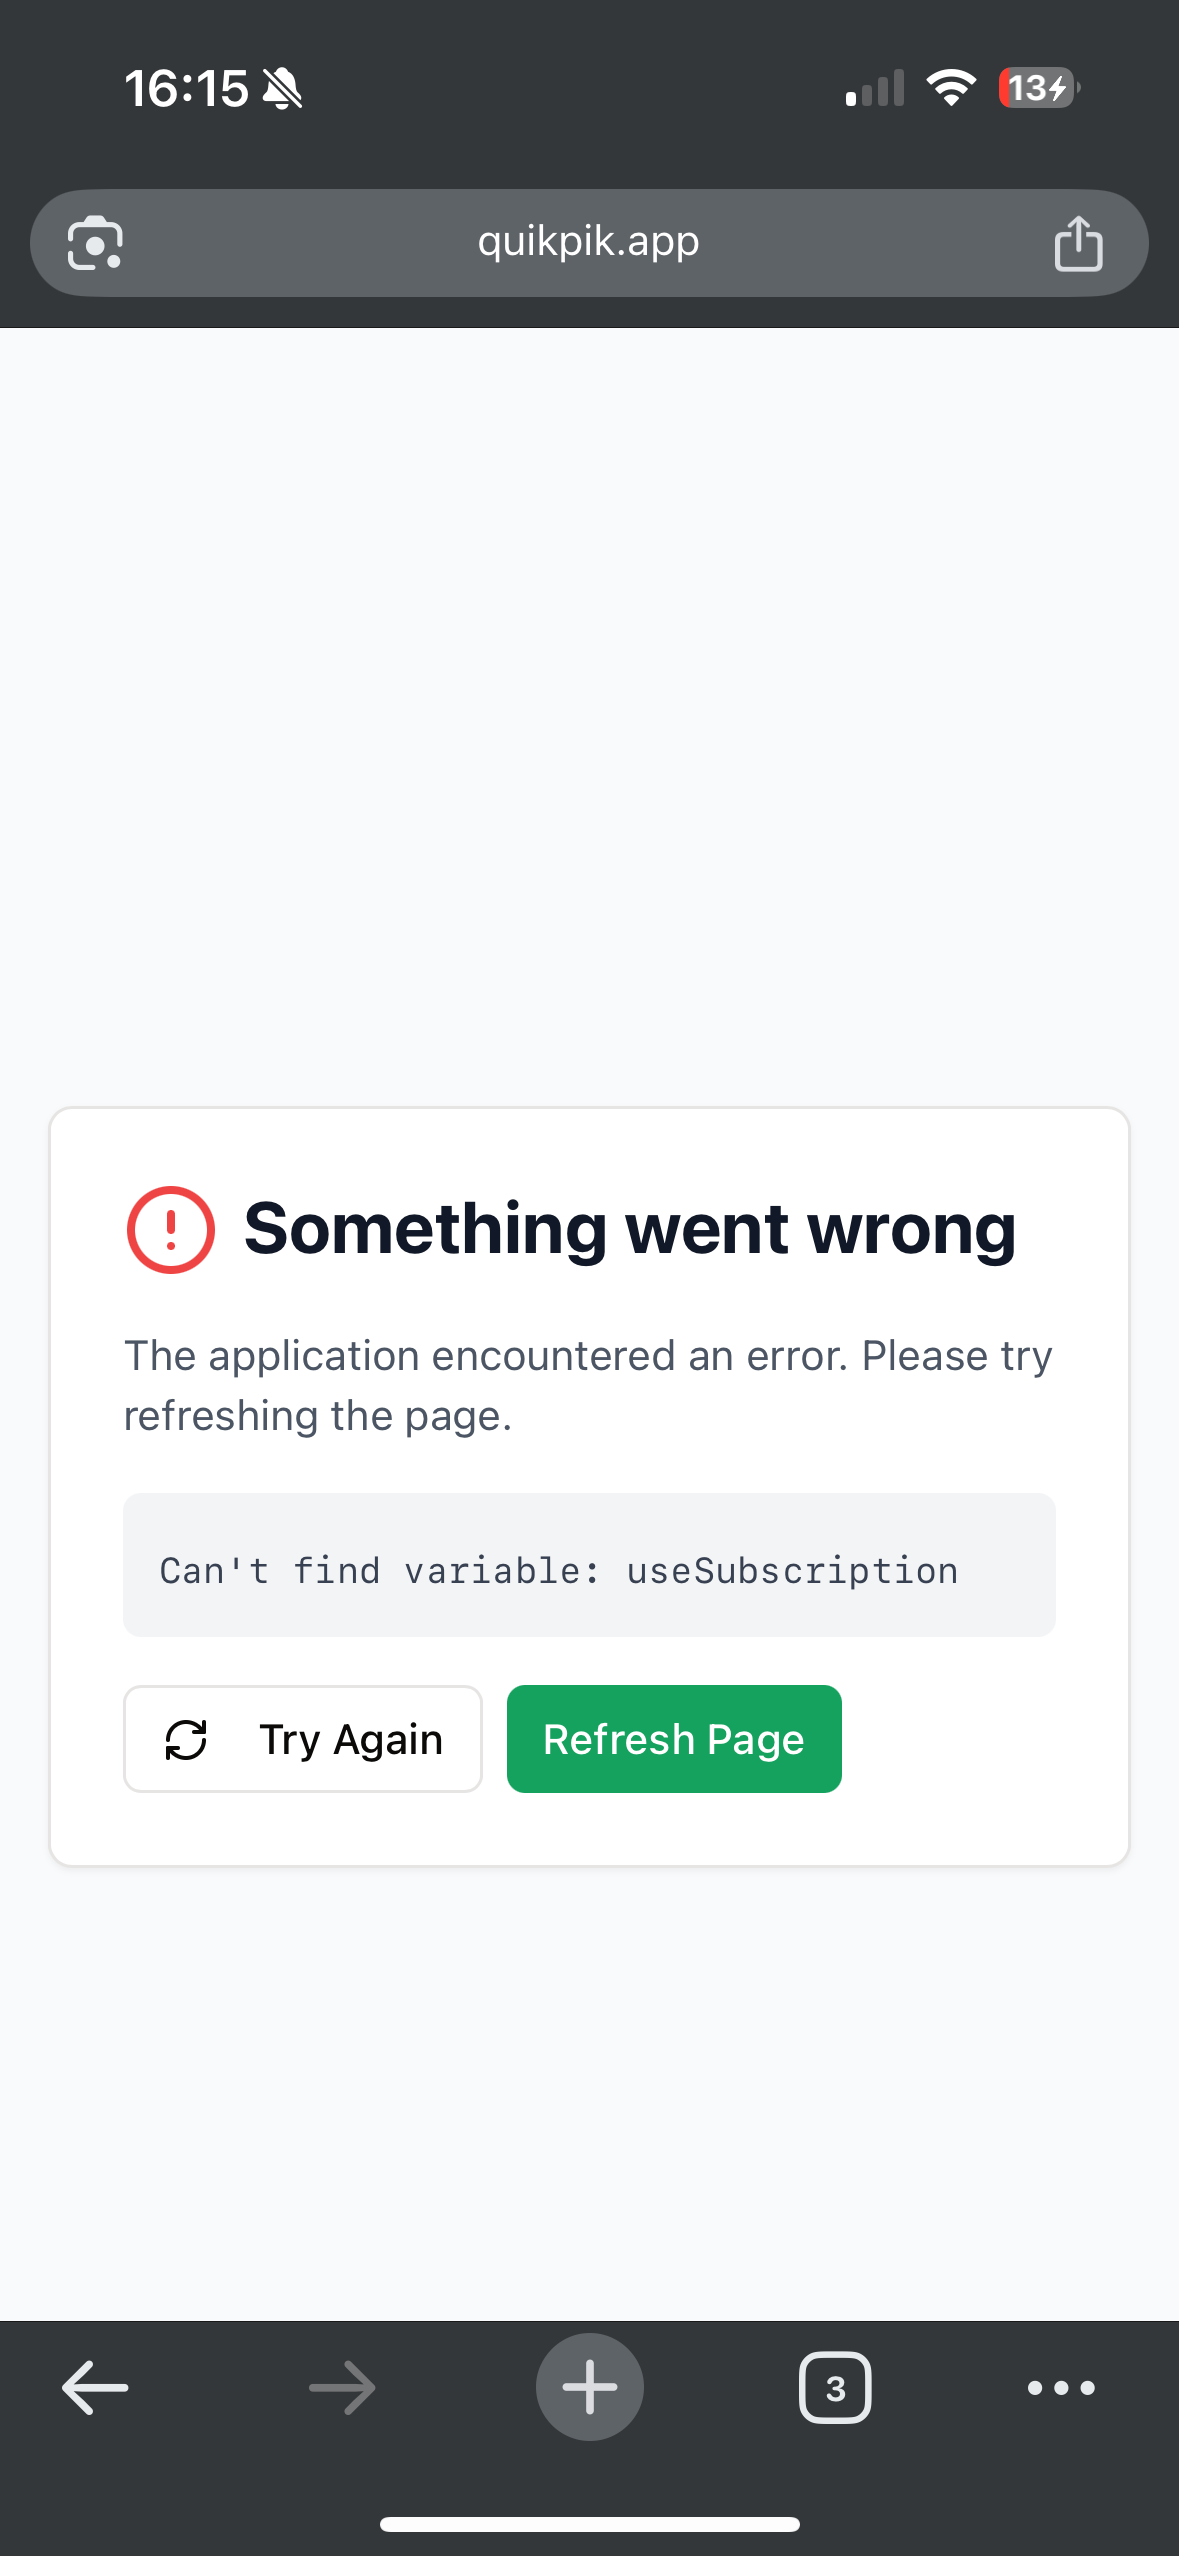 16:15
13
quikpik.app
Something went wrong
The application encountered an error. Please try
refreshing the page.
Can't find variable: useSubscription
Try Again
Refresh Page
3